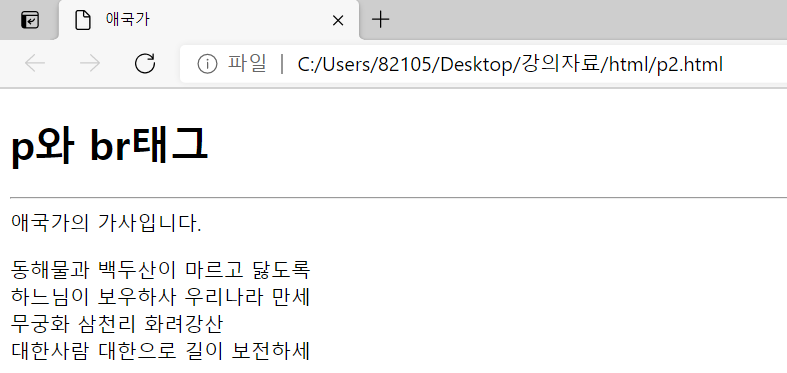 애국가
파일 | C:/Users/82105/Desktop/강의자료/html/p2.html
p와 br태그
애국가의 가사입니다.
동해물과 백두산이 마르고 닳도록
하느님이 보우하사 우리나라 만세
무궁화 삼천리 화려강산
대한사람 대한으로 길이 보전하세